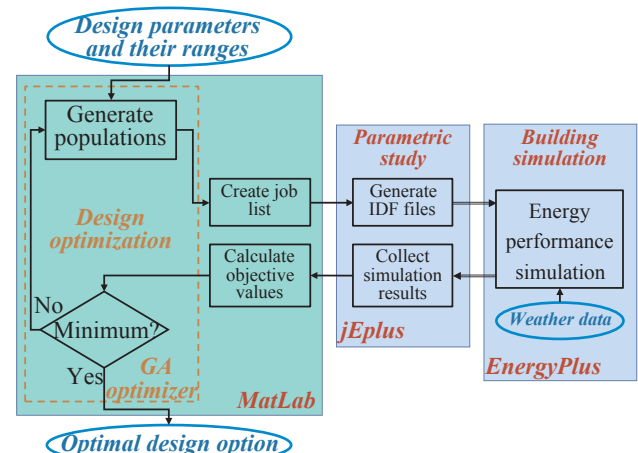 Design parameters
and their ranges
Generate
populations
Design
optimization
Create job
list
Calculate
objective
values
No
Minimum?
Yes
GA
optimizer
MatLab
Parametric
study
Generate
IDF files
Collect
simulation
results
jEplus
Building
simulation
Energy
performance
simulation
Weather data
EnergyPlus
Optimal design option